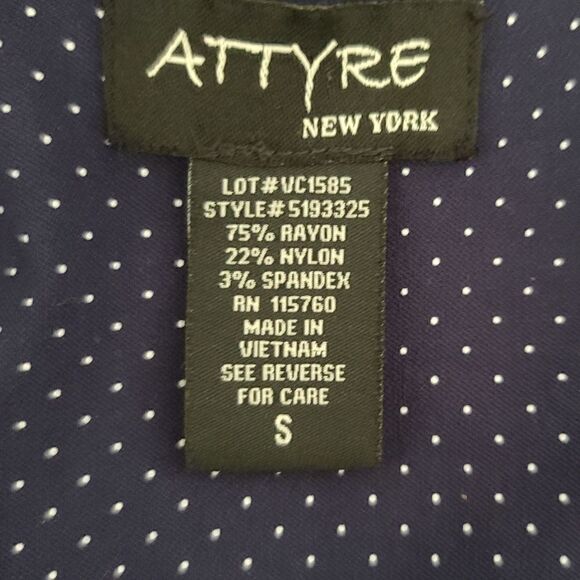 ATTYRE
NEW YORK
LOT#VC1585
STYLE#5193325
75% RAYON
22% NYLON
3% SPANDEX
RN 115760
MADE IN
VIETNAM
SEE REVERSE
FOR CARE
S